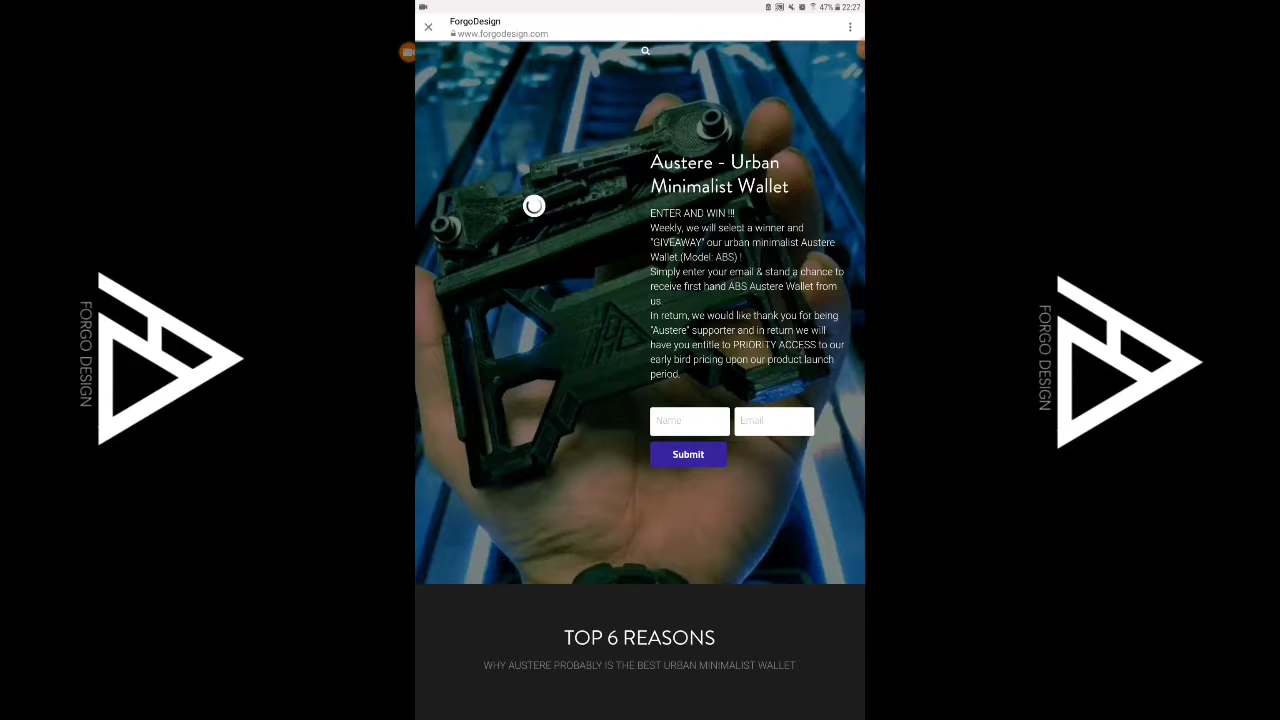 47% 22:27
ForgoDesign
www.forgodesign.com
Austere - Urban
Minimalist Wallet
ENTER AND WIN !!!
Weekly, we will select a winner and
"GIVEAWAY" our urban minimalist Austere
Wallet.(Model: ABS) !
Simply enter your email & stand a chance to
receive first hand ABS Austere Wallet from
us.
In return, we would like thank you for being
"Austere" supporter and in return we will
have you entitle to PRIORITY ACCESS to our
early bird pricing upon our product launch
period.
Name
Email
Submit
TOP 6 REASONS
WHY AUSTERE PROBABLY IS THE BEST URBAN MINIMALIST WALLET
FORGO DESIGN
FORGO DESIGN